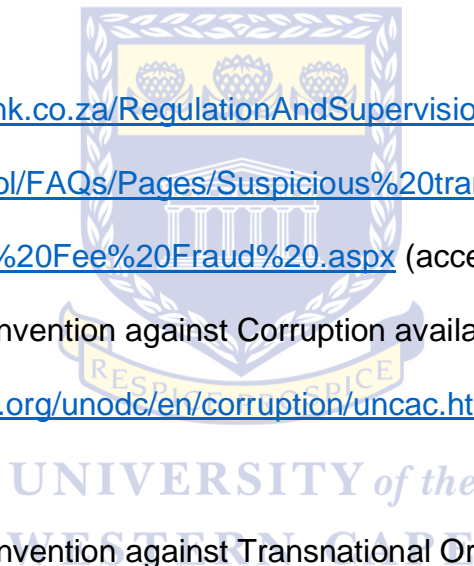 nk.co.za/RegulationAndSupervisio
ol/FAQs/Pages/Suspicious%20tran
%20Fee%20Fraud%20.aspx (acce
nvention against Corruption availa
RESPICE PROSPICE
.org/unodc/en/corruption/uncac.ht
UNIVERSITY of the
WESTERN CAPE
nvention against Transnational Or